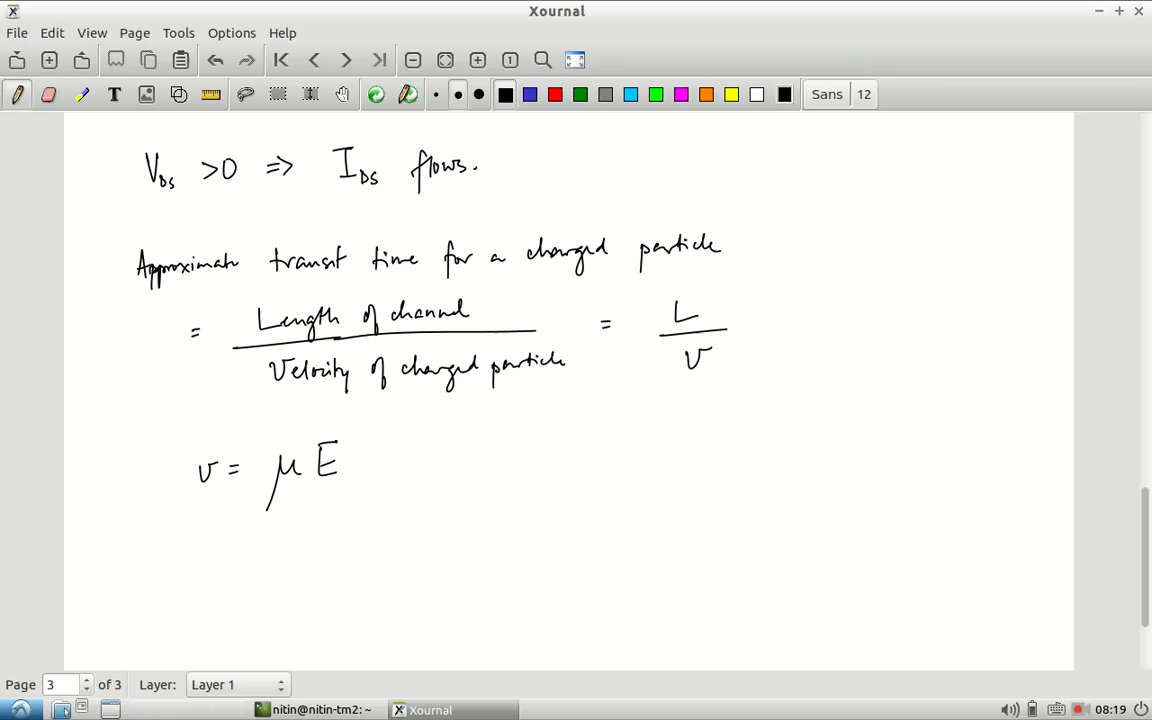 Xournal
File Edit View Page Tools Options Help
Sans 12
V_DS >0 ⇒ I_DS flows.
Approximate transit time for a charged particle
= Length of channel / Velocity of charged particle = L / v
v = μ E
Page 3 of 3 Layer: Layer 1
nitin@nitin-tm2: ~ Xournal 08:19